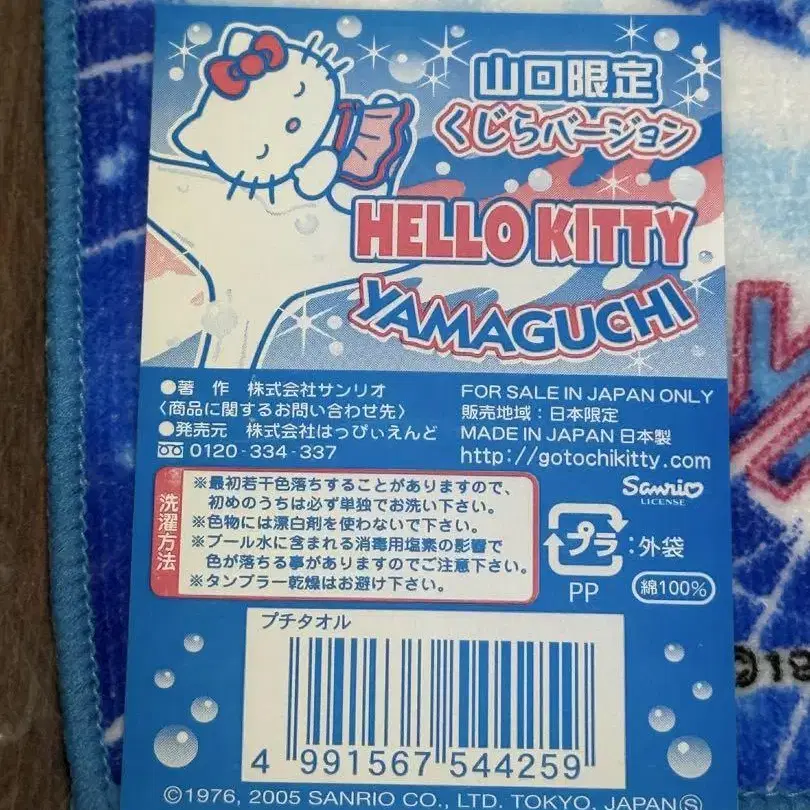 山口限定
くじらバージョン
HELLO KITTY
YAMAGUCHI
●著 作 株式会社サンリオ
〈商品に関するお問い合わせ先〉
●発売元 株式会社はっぴぃえんど
0120-334-337
FOR SALE IN JAPAN ONLY
販売地域：日本限定
MADE IN JAPAN 日本製
http://gotochikitty.com
Sanrio
LICENSE
洗濯方法
※最初若干色落ちすることがありますので、
初めのうちは必ず単独でお洗い下さい。
※色物には漂白剤を使わないで下さい。
※プール水に含まれる消毒用塩素の影響で
色が落ちる事がありますのでご注意下さい。
※タンブラー乾燥はお避け下さい。
プラ：外袋
PP
綿100%
プチタオル
4 991567 544259
©1976, 2005 SANRIO CO., LTD. TOKYO, JAPAN Ⓢ
©19